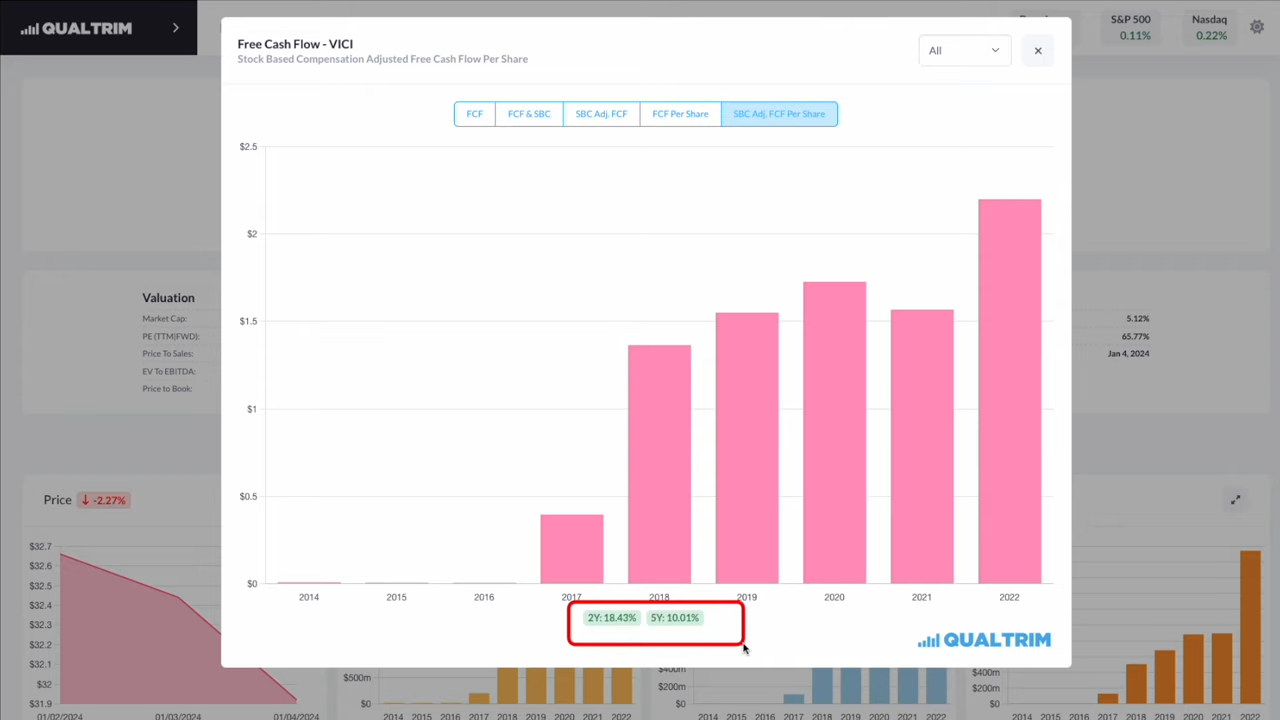 QUALTRIM
S&P 500
0.11%
Nasdaq
0.22%
Free Cash Flow - VICI
Stock Based Compensation Adjusted Free Cash Flow Per Share
All
FCF
FCF & SBC
SBC Adj. FCF
FCF Per Share
SBC Adj. FCF Per Share
$2.5
$2
$1.5
$1
$0.5
$0
2014
2015
2016
2017
2018
2019
2020
2021
2022
2Y: 18.43%
5Y: 10.01%
QUALTRIM
Valuation
Market Cap:
PE (TTM|FWD):
Price To Sales:
EV To EBITDA:
Price to Book:
5.12%
65.77%
Jan 4, 2024
Price
-2.27%
$32.7
$32.6
$32.5
$32.4
$32.3
$32.2
$32.1
$32
$31.9
01/02/2024
01/03/2024
01/04/2024
$500m
$0
2014 2015 2016 2017 2018 2019 2020 2021 2022
$400m
$200m
$0
2014 2015 2016 2017 2018 2019 2020 2021 2022
$400m
$200m
$0
2014 2015 2016 2017 2018 2019 2020 2021 2022